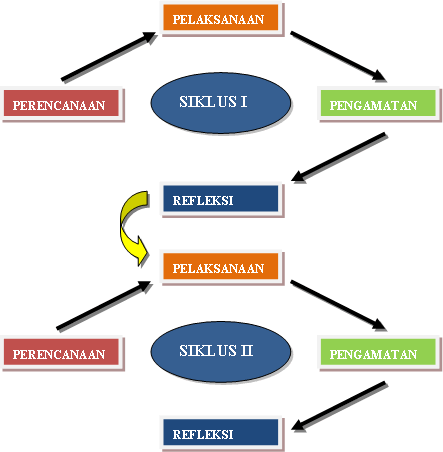 PELAKSANAAN
PERENCANAAN
SIKLUS I
PENGAMATAN
REFLEKSI
PELAKSANAAN
PERENCANAAN
SIKLUS II
PENGAMATAN
REFLEKSI